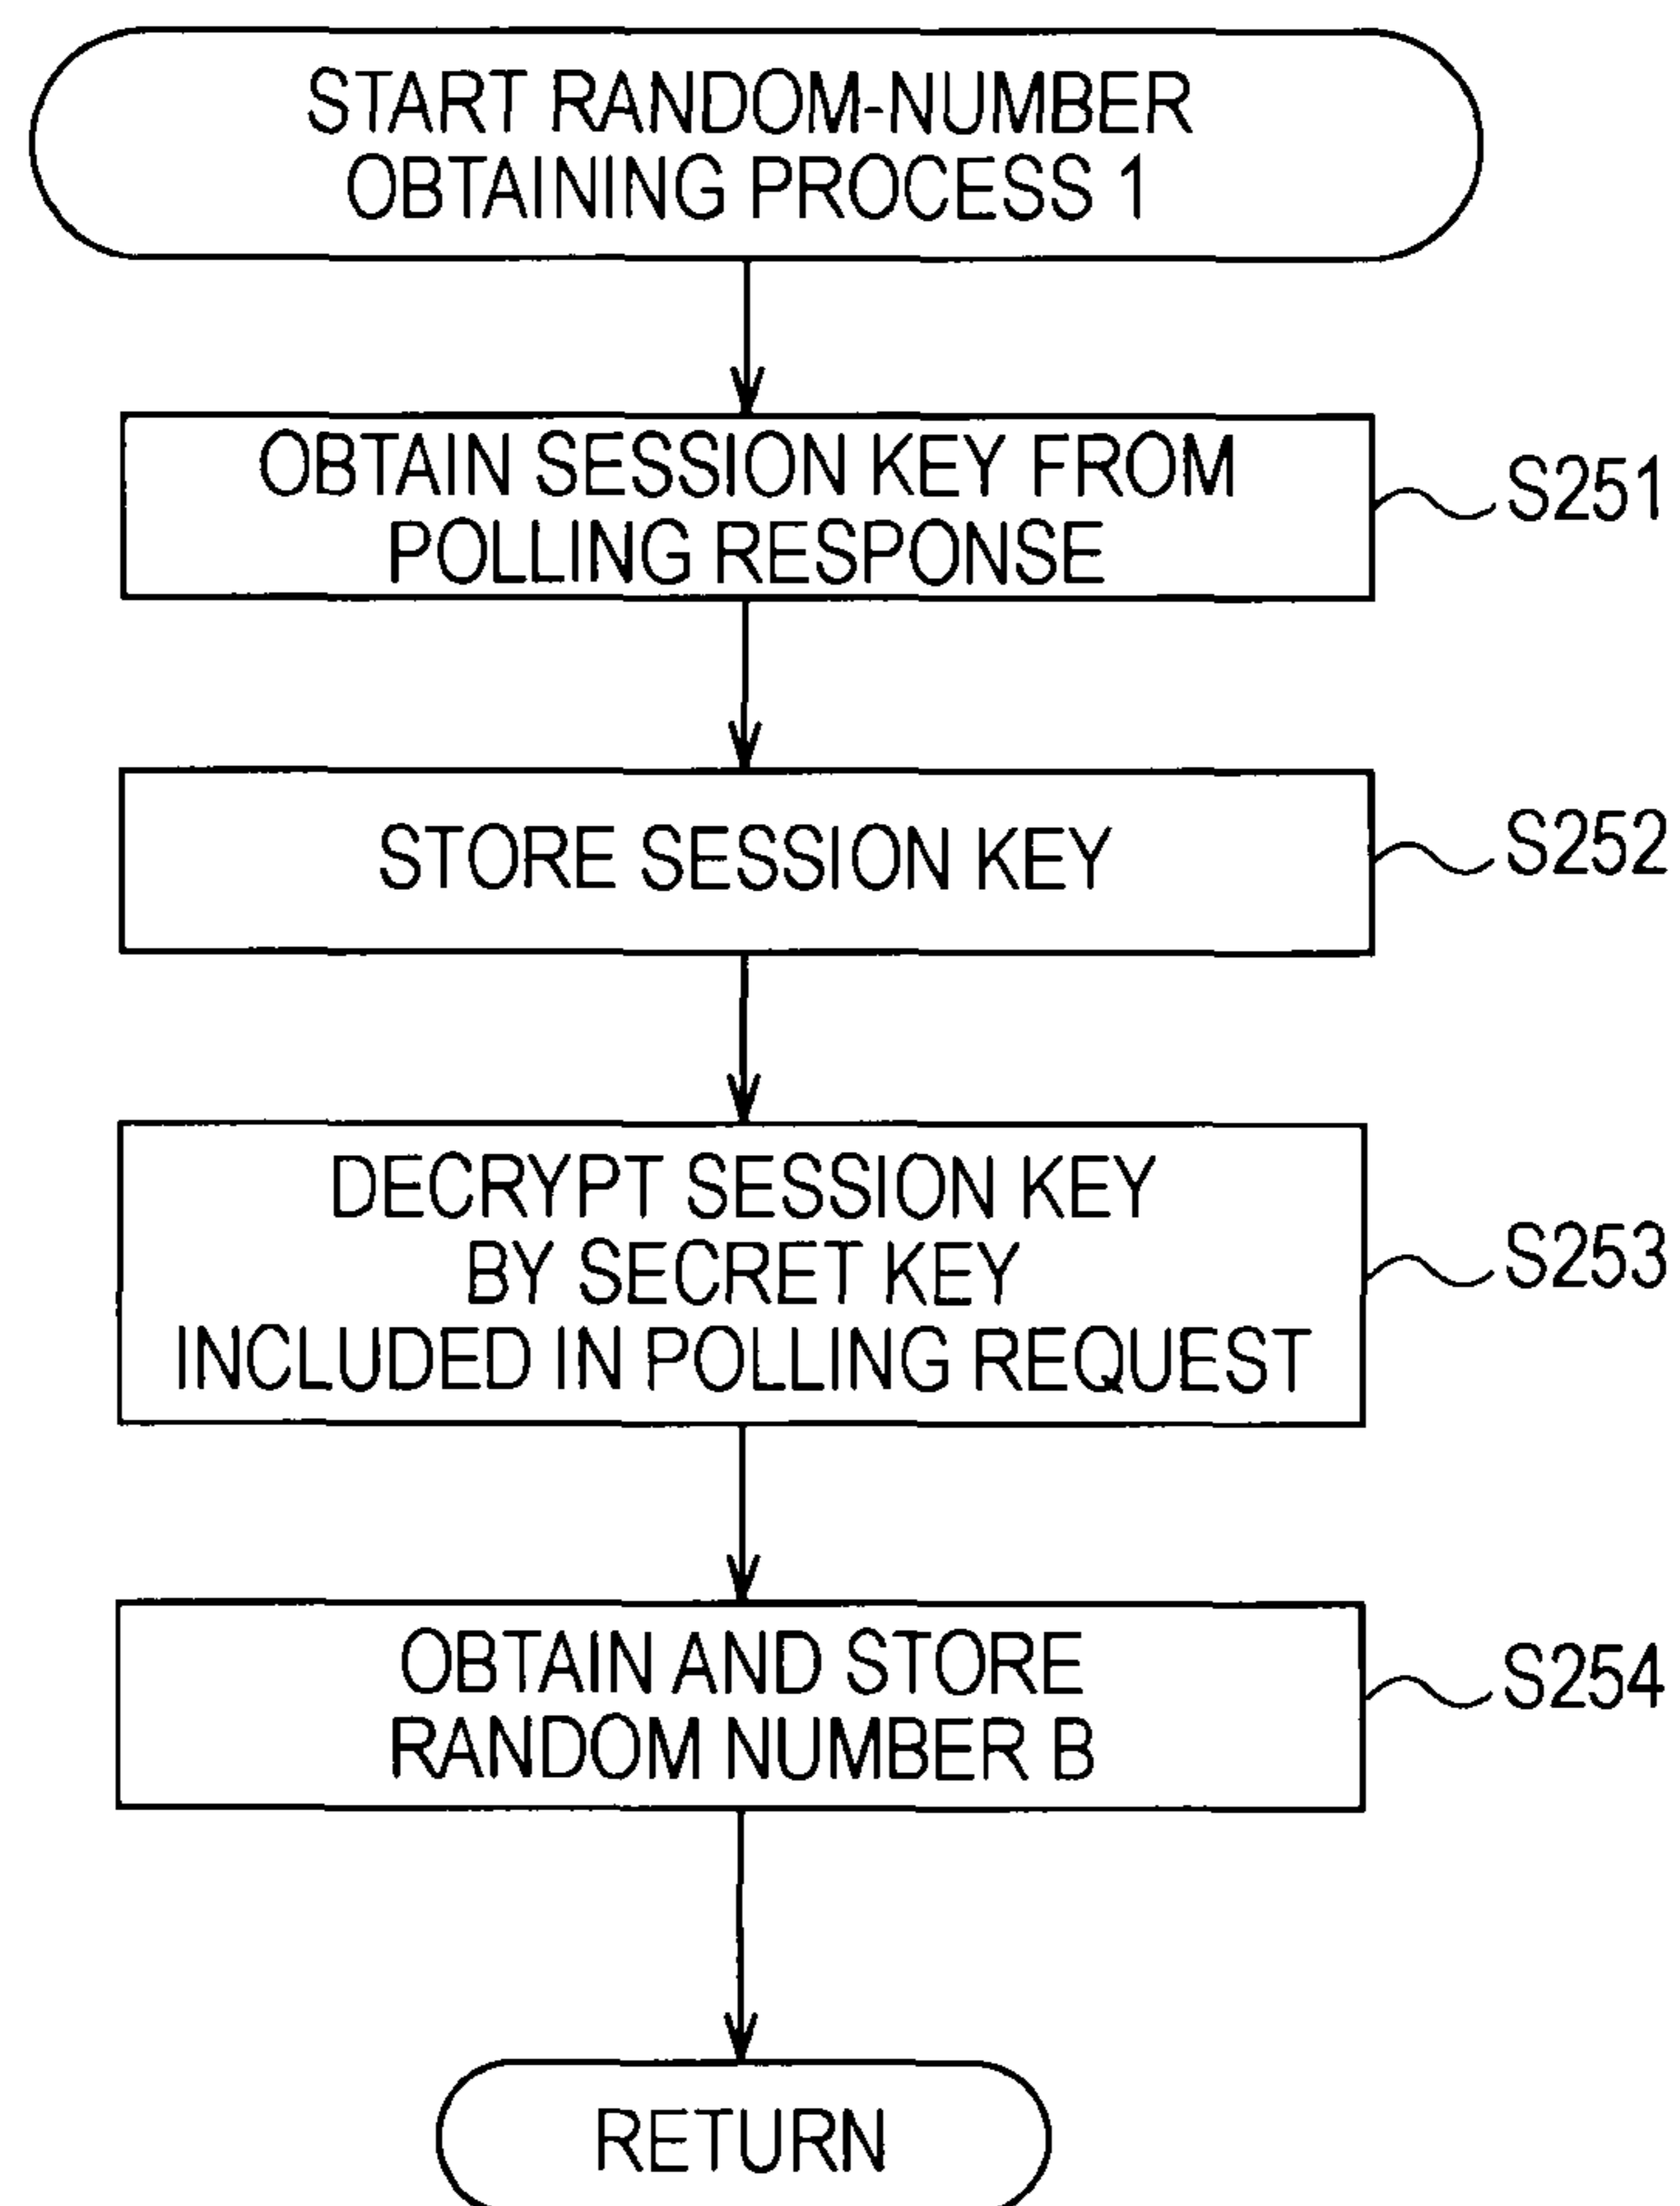 START RANDOM-NUMBER
OBTAINING PROCESS 1
OBTAIN SESSION KEY FROM
POLLING RESPONSE
S251
STORE SESSION KEY
S252
DECRYPT SESSION KEY
BY SECRET KEY
INCLUDED IN POLLING REQUEST
S253
OBTAIN AND STORE
RANDOM NUMBER B
S254
RETURN